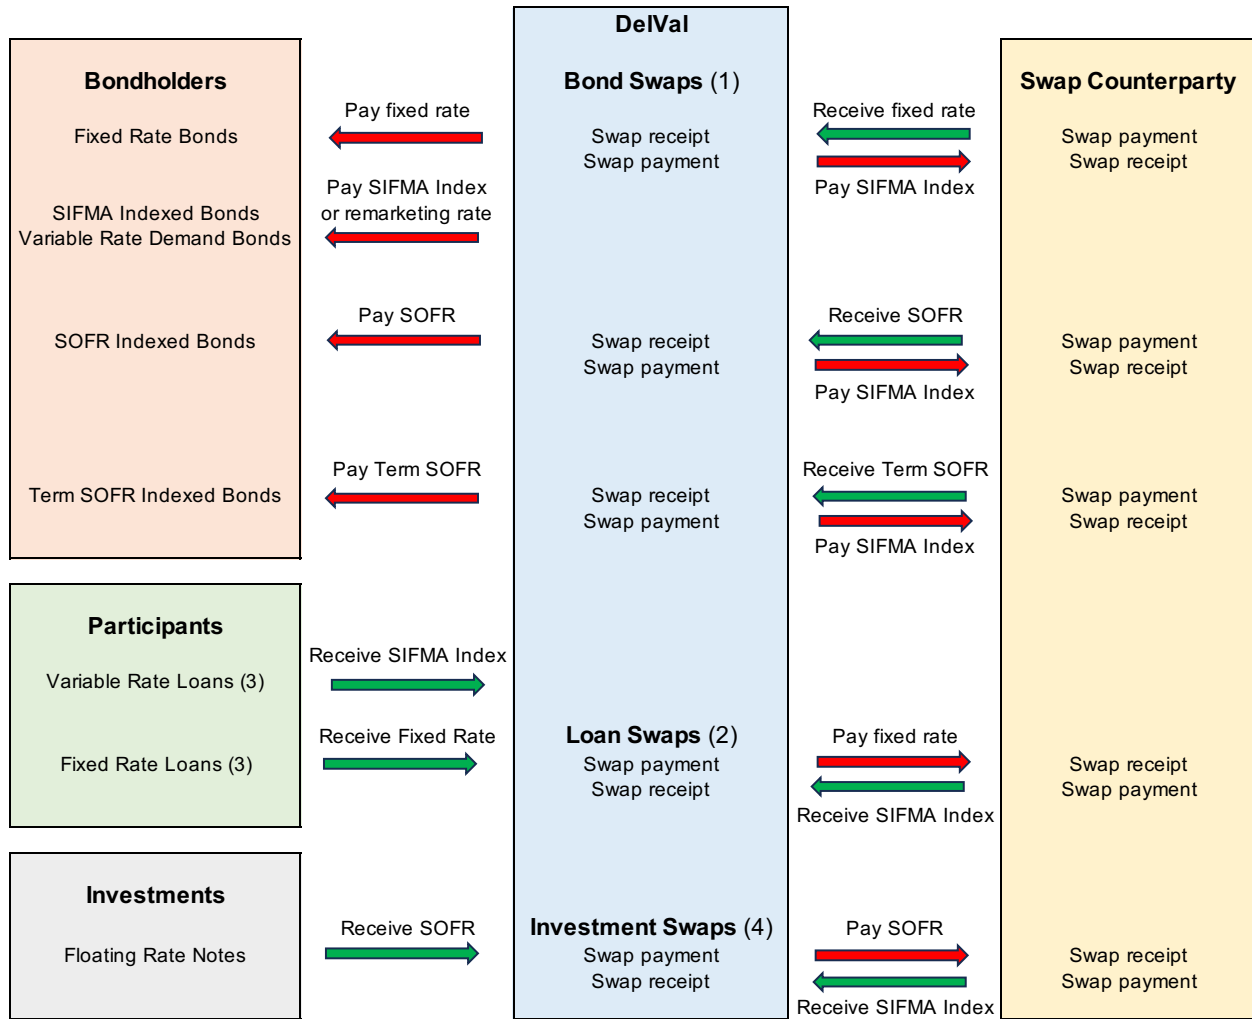 DelVal
Bondholders
Bond Swaps (1)
Swap Counterparty
Pay fixed rate
Receive fixed rate
Fixed Rate Bonds
Swap receipt
Swap payment
Swap payment
Swap receipt
Pay SIFMA Index
Pay SIFMA Index
or remarketing rate
SIFMA Indexed Bonds
Variable Rate Demand Bonds
Pay SOFR
Receive SOFR
SOFR Indexed Bonds
Swap receipt
Swap payment
Swap payment
Swap receipt
Pay SIFMA Index
Pay Term SOFR
Receive Term SOFR
Term SOFR Indexed Bonds
Swap receipt
Swap payment
Swap payment
Swap receipt
Pay SIFMA Index
Participants
Receive SIFMA Index
Variable Rate Loans (3)
Receive Fixed Rate
Loan Swaps (2)
Pay fixed rate
Fixed Rate Loans (3)
Swap payment
Swap receipt
Swap receipt
Swap payment
Receive SIFMA Index
Investments
Receive SOFR
Investment Swaps (4)
Pay SOFR
Floating Rate Notes
Swap payment
Swap receipt
Swap receipt
Swap payment
Receive SIFMA Index